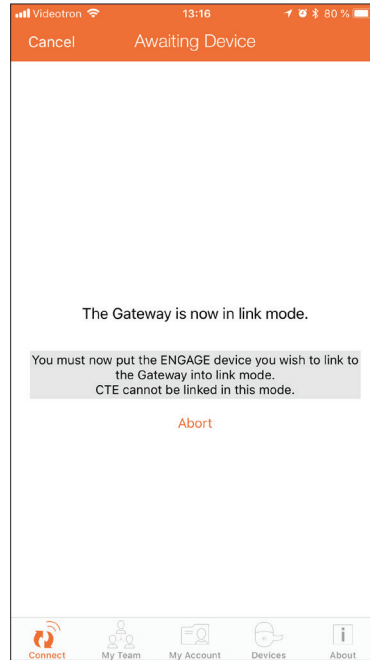 Videotron 13:16 80 %
Cancel Awaiting Device
The Gateway is now in link mode.
You must now put the ENGAGE device you wish to link to
the Gateway into link mode.
CTE cannot be linked in this mode.
Abort
Connect My Team My Account Devices About